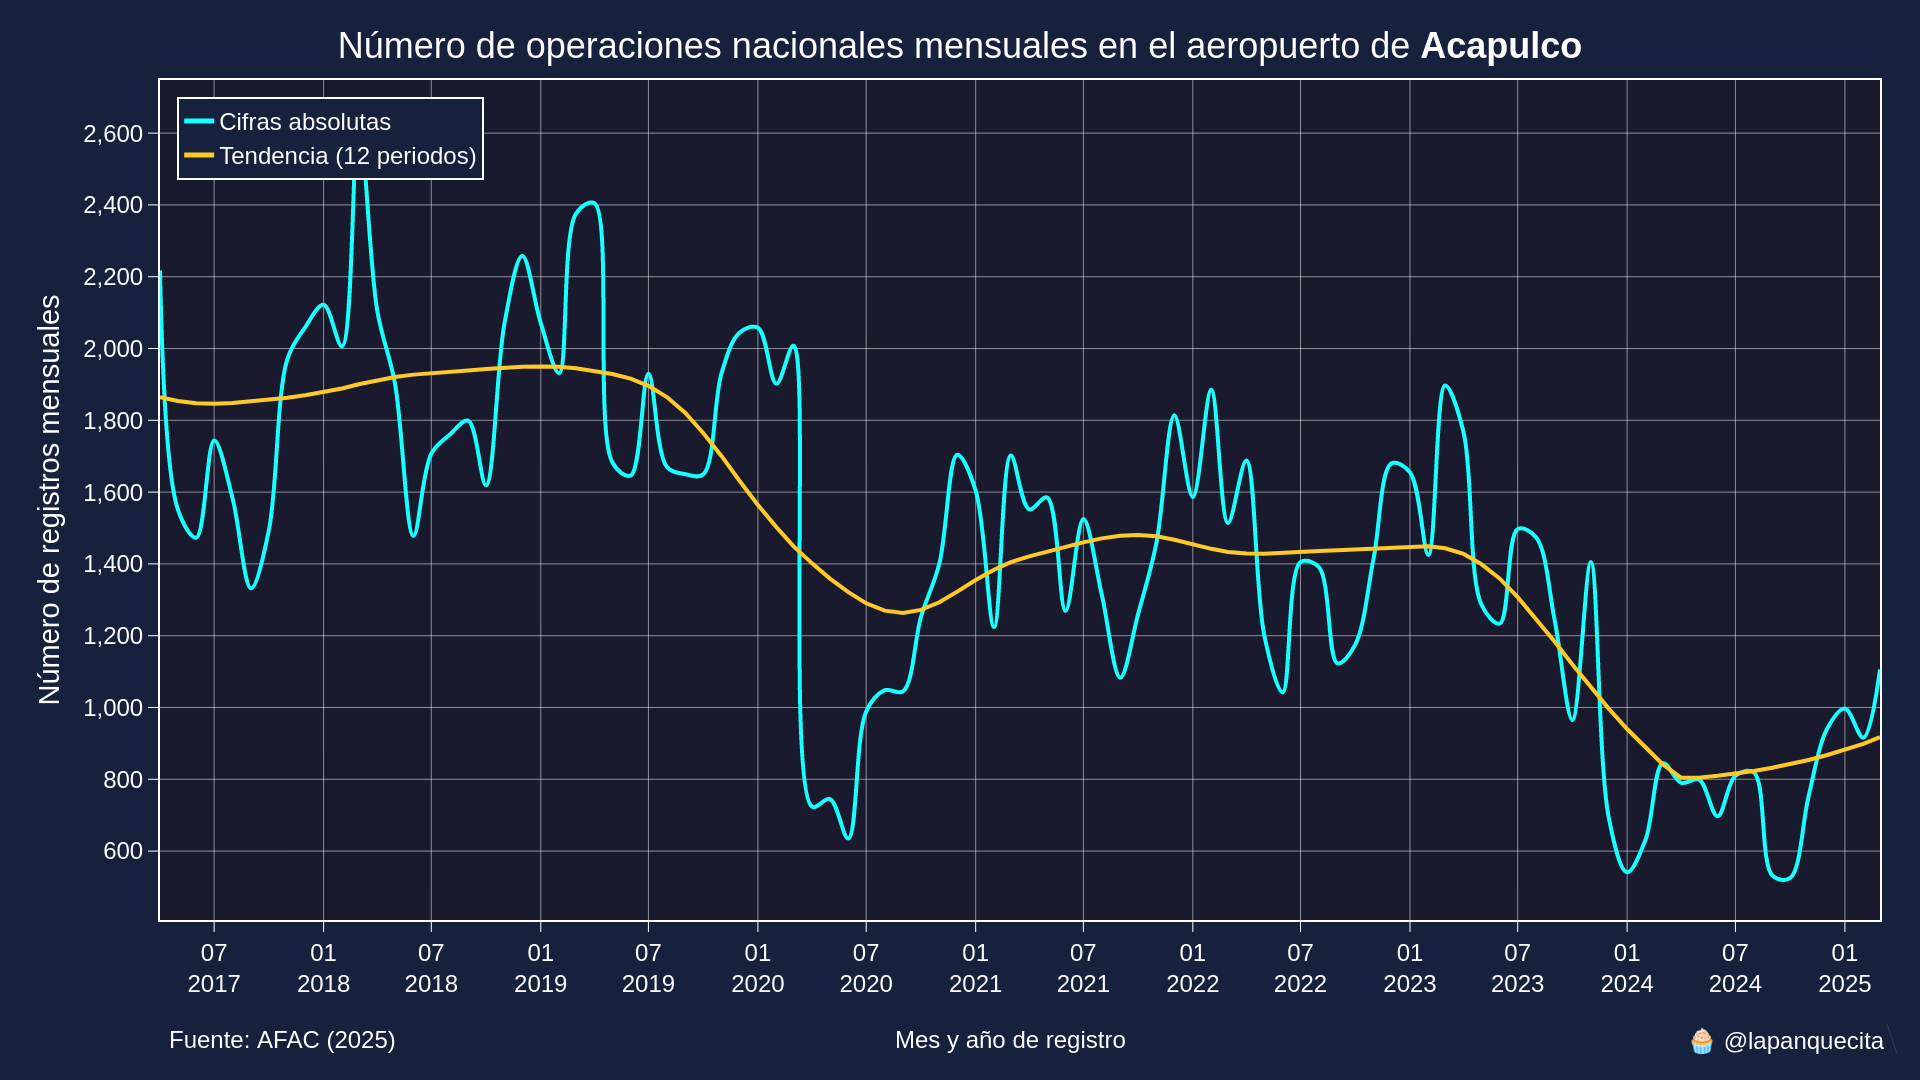 Número de operaciones nacionales mensuales en el aeropuerto de Acapulco
Cifras absolutas
Tendencia (12 periodos)
Número de registros mensuales
2,600
2,400
2,200
2,000
1,800
1,600
1,400
1,200
1,000
800
600
07 01 07 01 07 01 07 01 07 01 07 01 07 01 07 01
2017 2018 2018 2019 2019 2020 2020 2021 2021 2022 2022 2023 2023 2024 2024 2025
Fuente: AFAC (2025)
Mes y año de registro
🧁 @lapanquecita